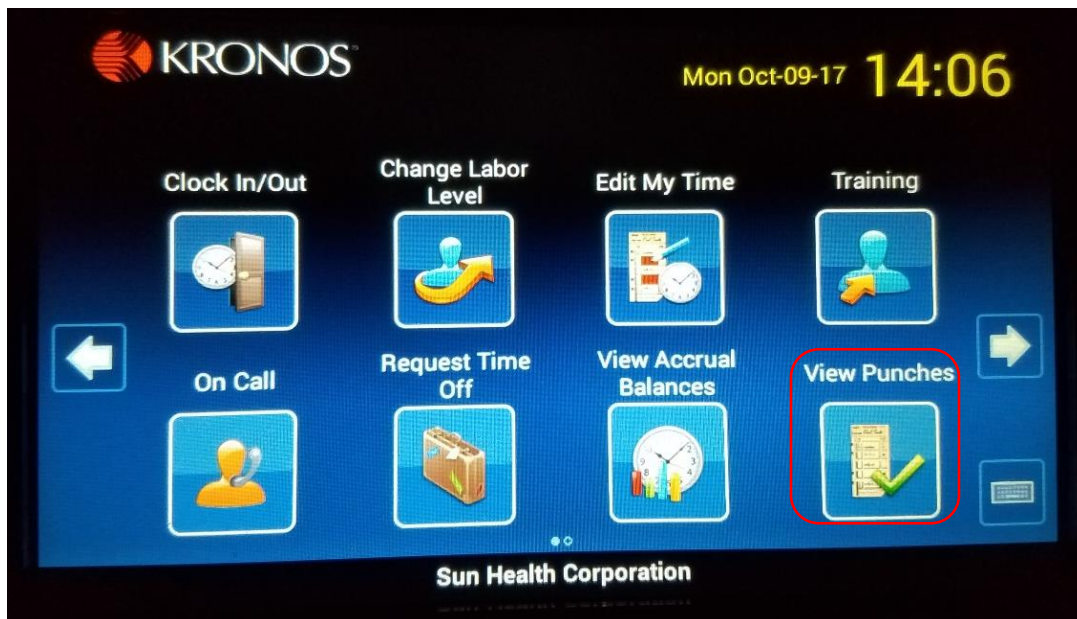 KRONOS™
Mon Oct-09-17 14:06
Clock In/Out
Change Labor
Level
Edit My Time
Training
On Call
Request Time
Off
View Accrual
Balances
View Punches
Sun Health Corporation